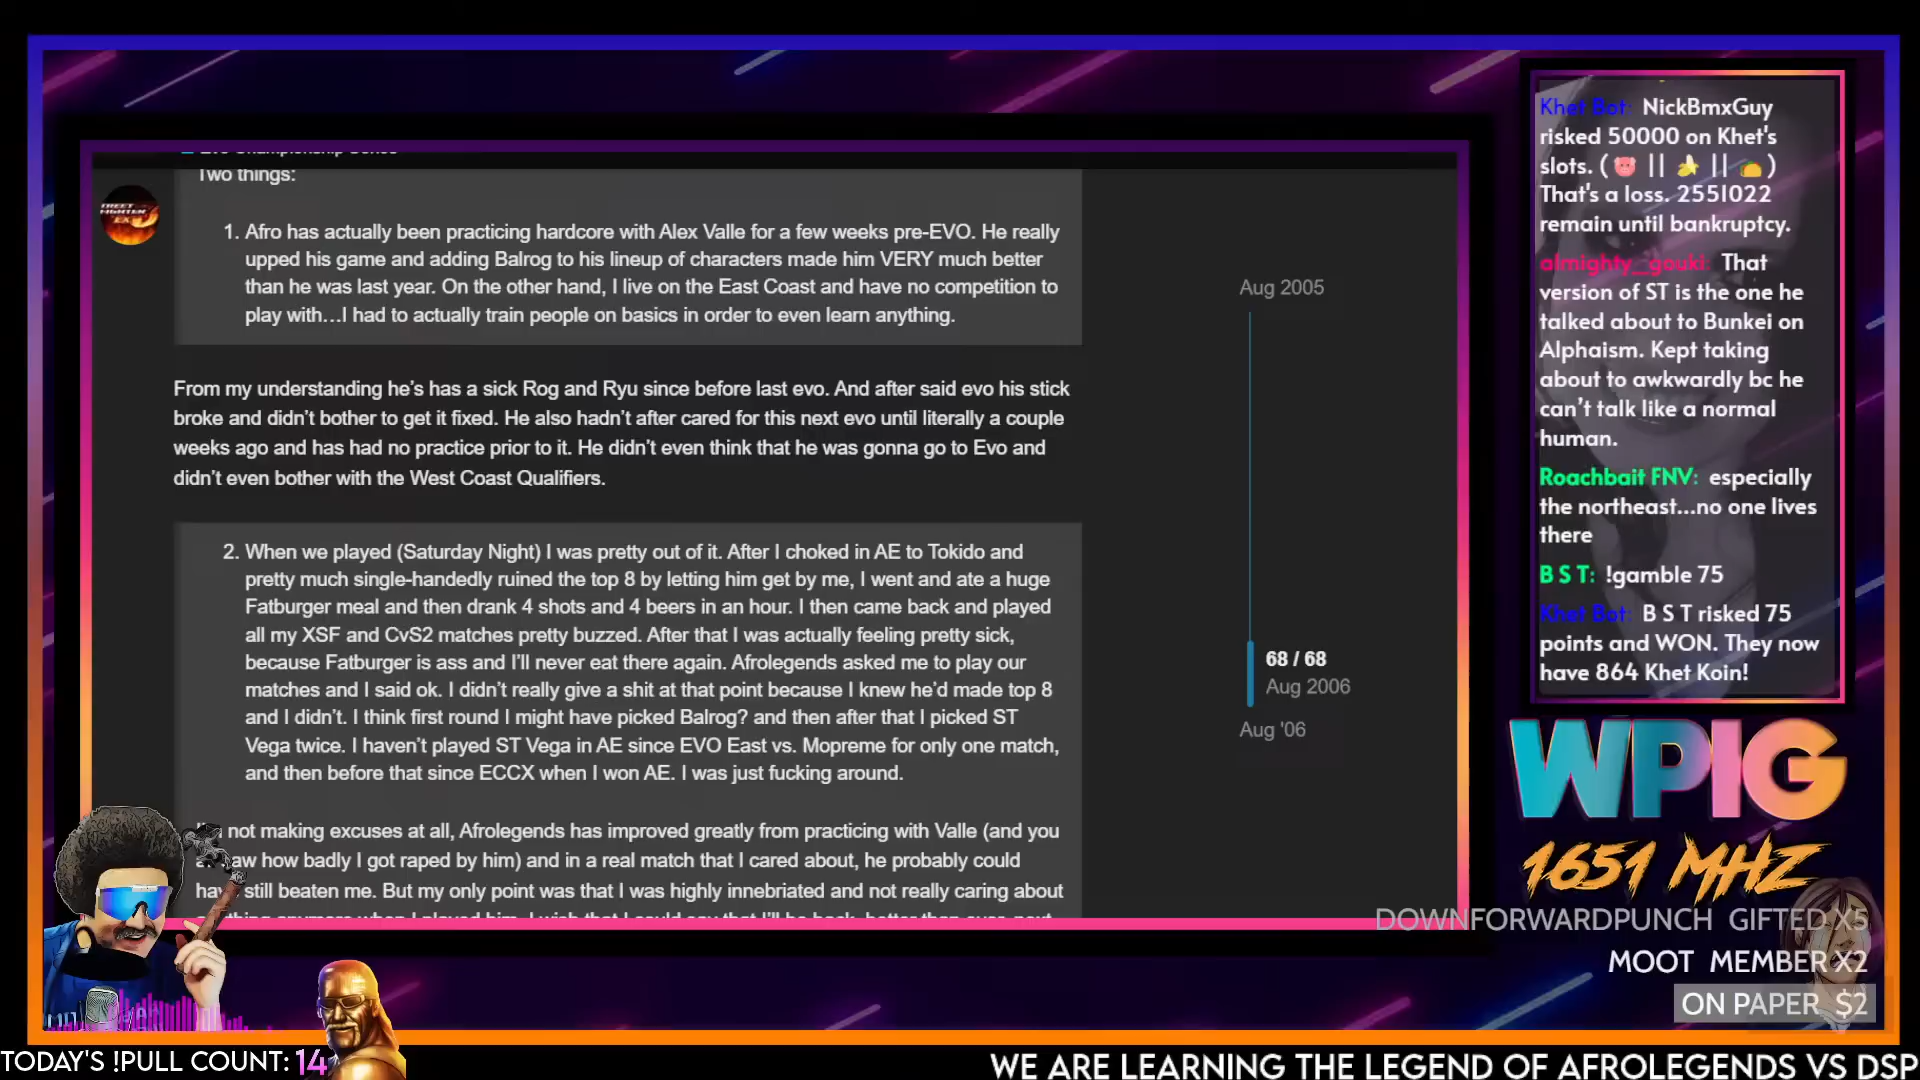 Evo Championship Series
Two things:
1. Afro has actually been practicing hardcore with Alex Valle for a few weeks pre-EVO. He really
upped his game and adding Balrog to his lineup of characters made him VERY much better
than he was last year. On the other hand, I live on the East Coast and have no competition to
play with…I had to actually train people on basics in order to even learn anything.
From my understanding he’s has a sick Rog and Ryu since before last evo. And after said evo his stick
broke and didn’t bother to get it fixed. He also hadn’t after cared for this next evo until literally a couple
weeks ago and has had no practice prior to it. He didn’t even think that he was gonna go to Evo and
didn’t even bother with the West Coast Qualifiers.
2. When we played (Saturday Night) I was pretty out of it. After I choked in AE to Tokido and
pretty much single-handedly ruined the top 8 by letting him get by me, I went and ate a huge
Fatburger meal and then drank 4 shots and 4 beers in an hour. I then came back and played
all my XSF and CvS2 matches pretty buzzed. After that I was actually feeling pretty sick,
because Fatburger is ass and I’ll never eat there again. Afrolegends asked me to play our
matches and I said ok. I didn’t really give a shit at that point because I knew he’d made top 8
and I didn’t. I think first round I might have picked Balrog? and then after that I picked ST
Vega twice. I haven’t played ST Vega in AE since EVO East vs. Mopreme for only one match,
and then before that since ECCX when I won AE. I was just fucking around.
not making excuses at all, Afrolegends has improved greatly from practicing with Valle (and you
aw how badly I got raped by him) and in a real match that I cared about, he probably could
have still beaten me. But my only point was that I was highly innebriated and not really caring about
Aug 2005
68 / 68
Aug 2006
Aug '06
Khet Bot: NickBmxGuy
risked 50000 on Khet's
slots. (🐷 || 🍌 || 🌮)
That's a loss. 2551022
remain until bankruptcy.
almighty_gouki: That
version of ST is the one he
talked about to Bunkei on
Alphaism. Kept taking
about to awkwardly bc he
can’t talk like a normal
human.
Roachbait FNV: especially
the northeast...no one lives
there
B S T: !gamble 75
Khet Bot: B S T risked 75
points and WON. They now
have 864 Khet Koin!
WPIG
1651 MHZ
DOWNFORWARDPUNCH GIFTED X5
MOOT MEMBER X2
ON PAPER $2
TODAY'S !PULL COUNT: 14
WE ARE LEARNING THE LEGEND OF AFROLEGENDS VS DSP